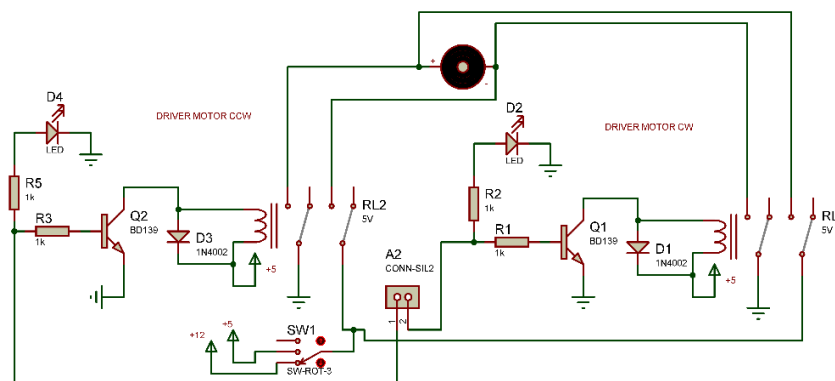 +
-
D4
LED
DRIVER MOTOR CCW
D2
LED
DRIVER MOTOR CW
R5
1k
R3
1k
Q2
BD139
D3
1N4002
+5
RL2
5V
R2
1k
R1
1k
Q1
BD139
D1
1N4002
+5
RL
5V
A2
CONN-SIL2
1
2
+12
+5
SW1
SW-ROT-3